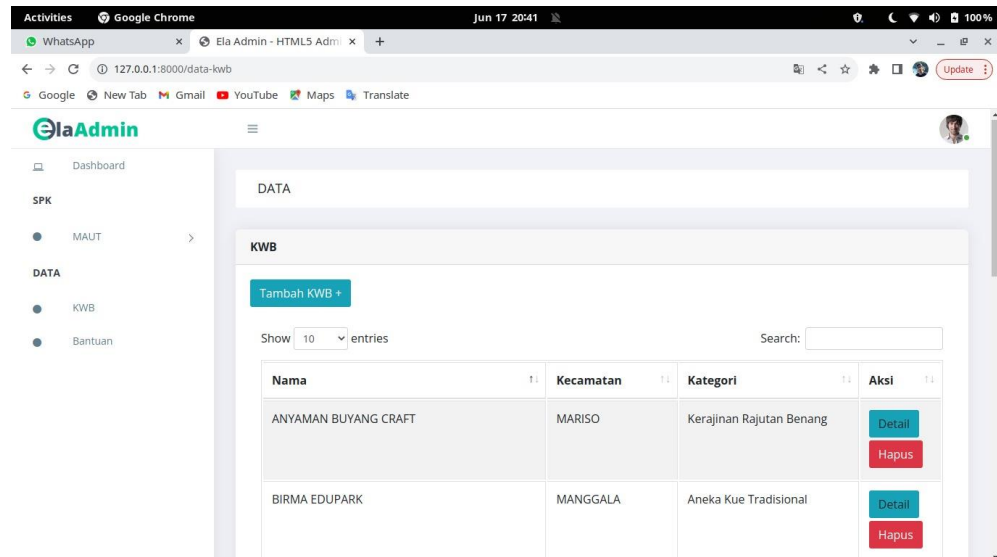 Activities Google Chrome Jun 17 20:41 100%
WhatsApp × Ela Admin - HTML5 Admi × +
127.0.0.1:8000/data-kwb Update
Google New Tab Gmail YouTube Maps Translate
ElaAdmin
Dashboard
SPK
MAUT
DATA
KWB
Bantuan
DATA
KWB
Tambah KWB +
Show 10 entries Search:
Nama Kecamatan Kategori Aksi
ANYAMAN BUYANG CRAFT MARISO Kerajinan Rajutan Benang Detail
Hapus
BIRMA EDUPARK MANGGALA Aneka Kue Tradisional Detail
Hapus